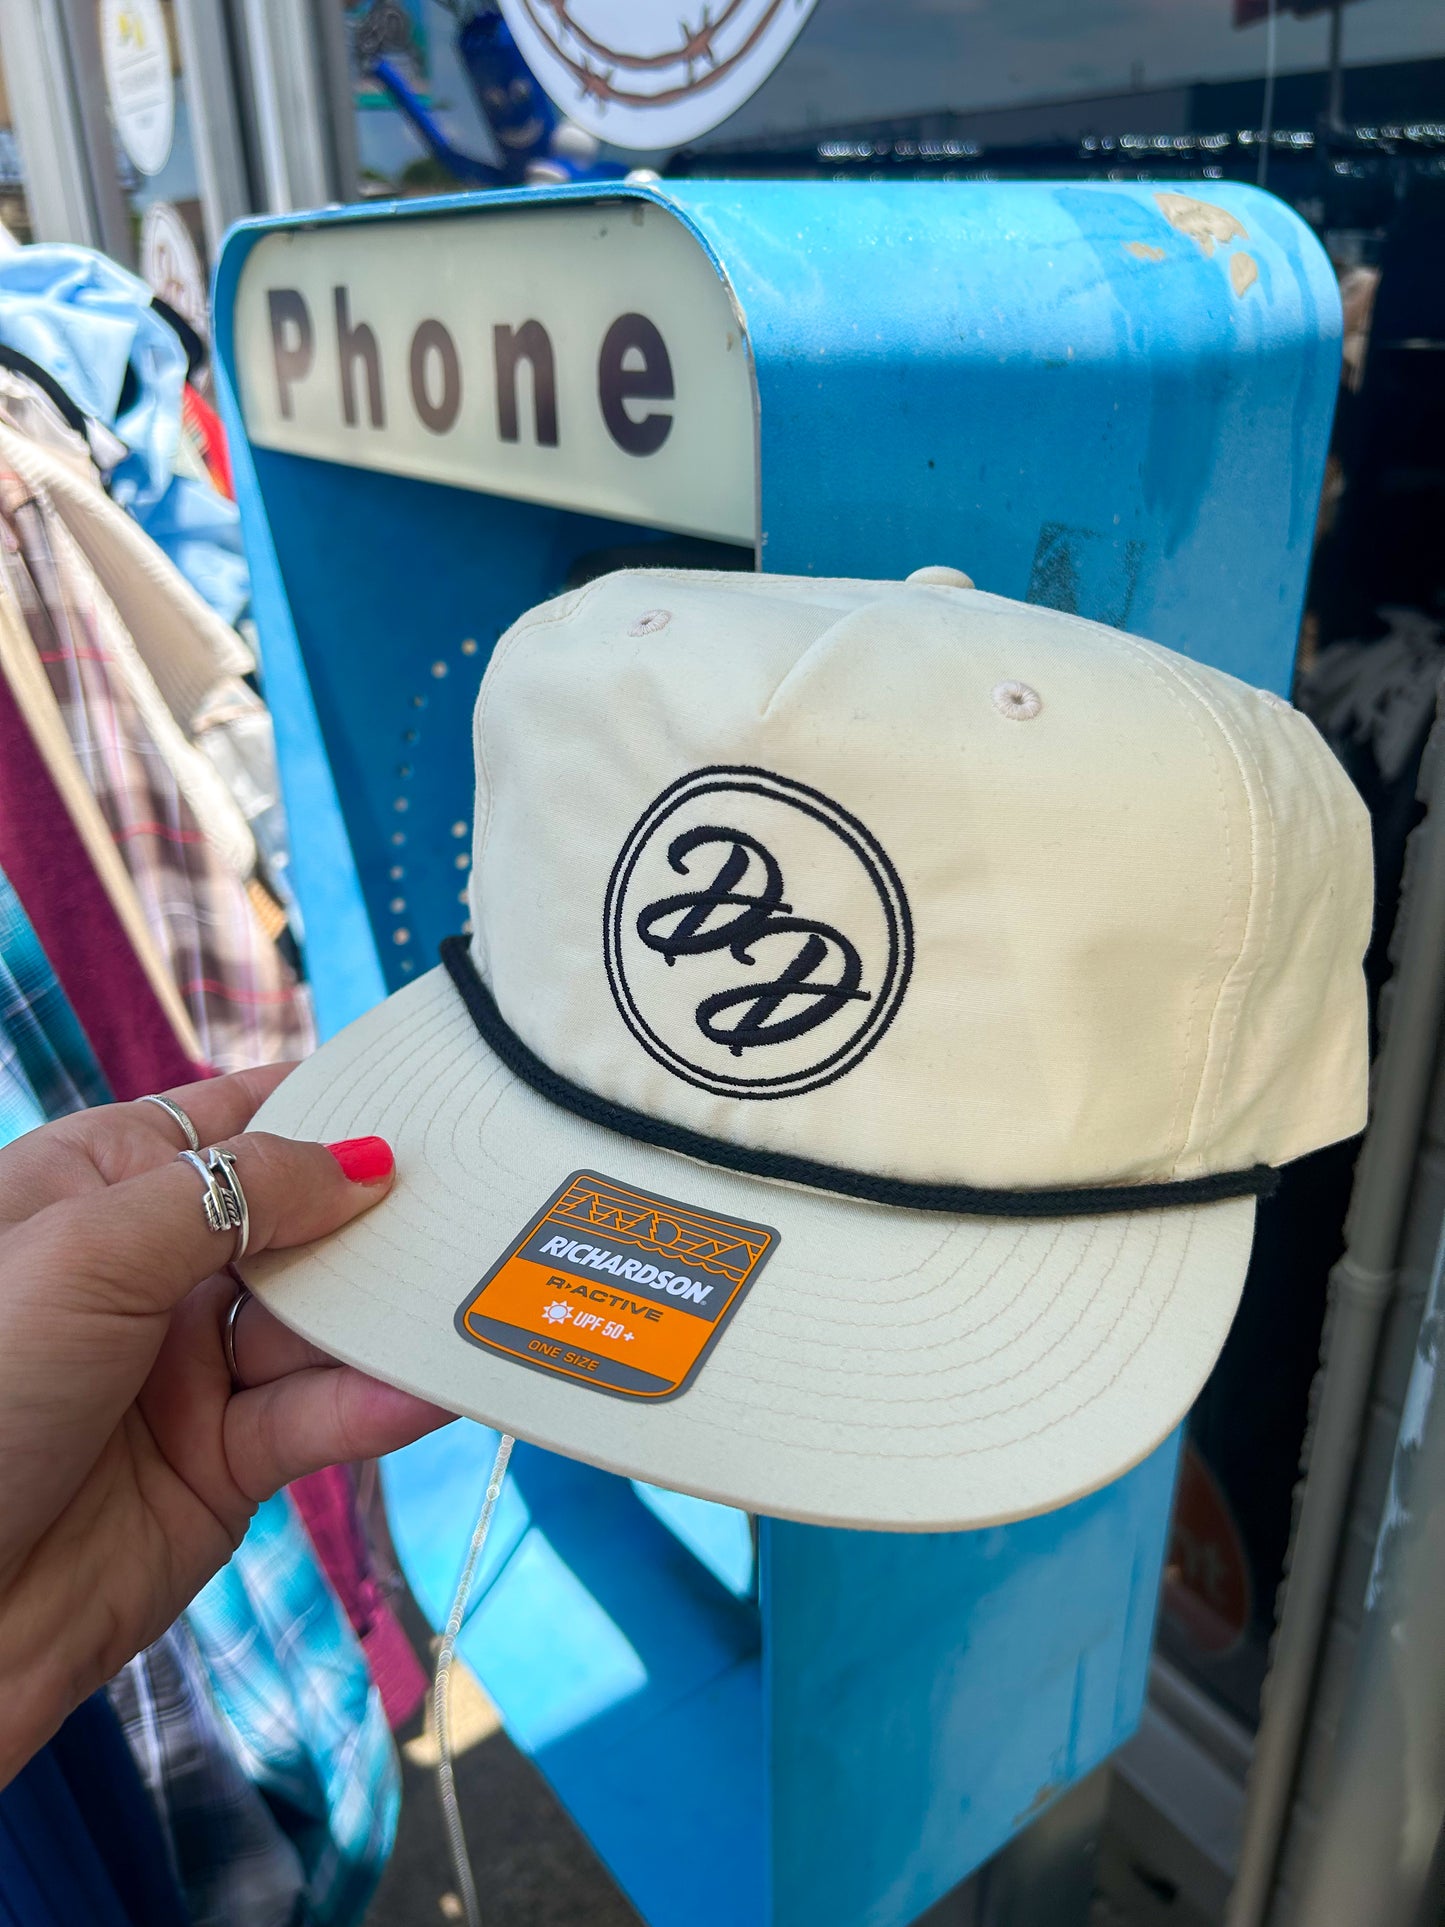 Phone
DD
RICHARDSON®
R▸ACTIVE
UPF 50+
ONE SIZE